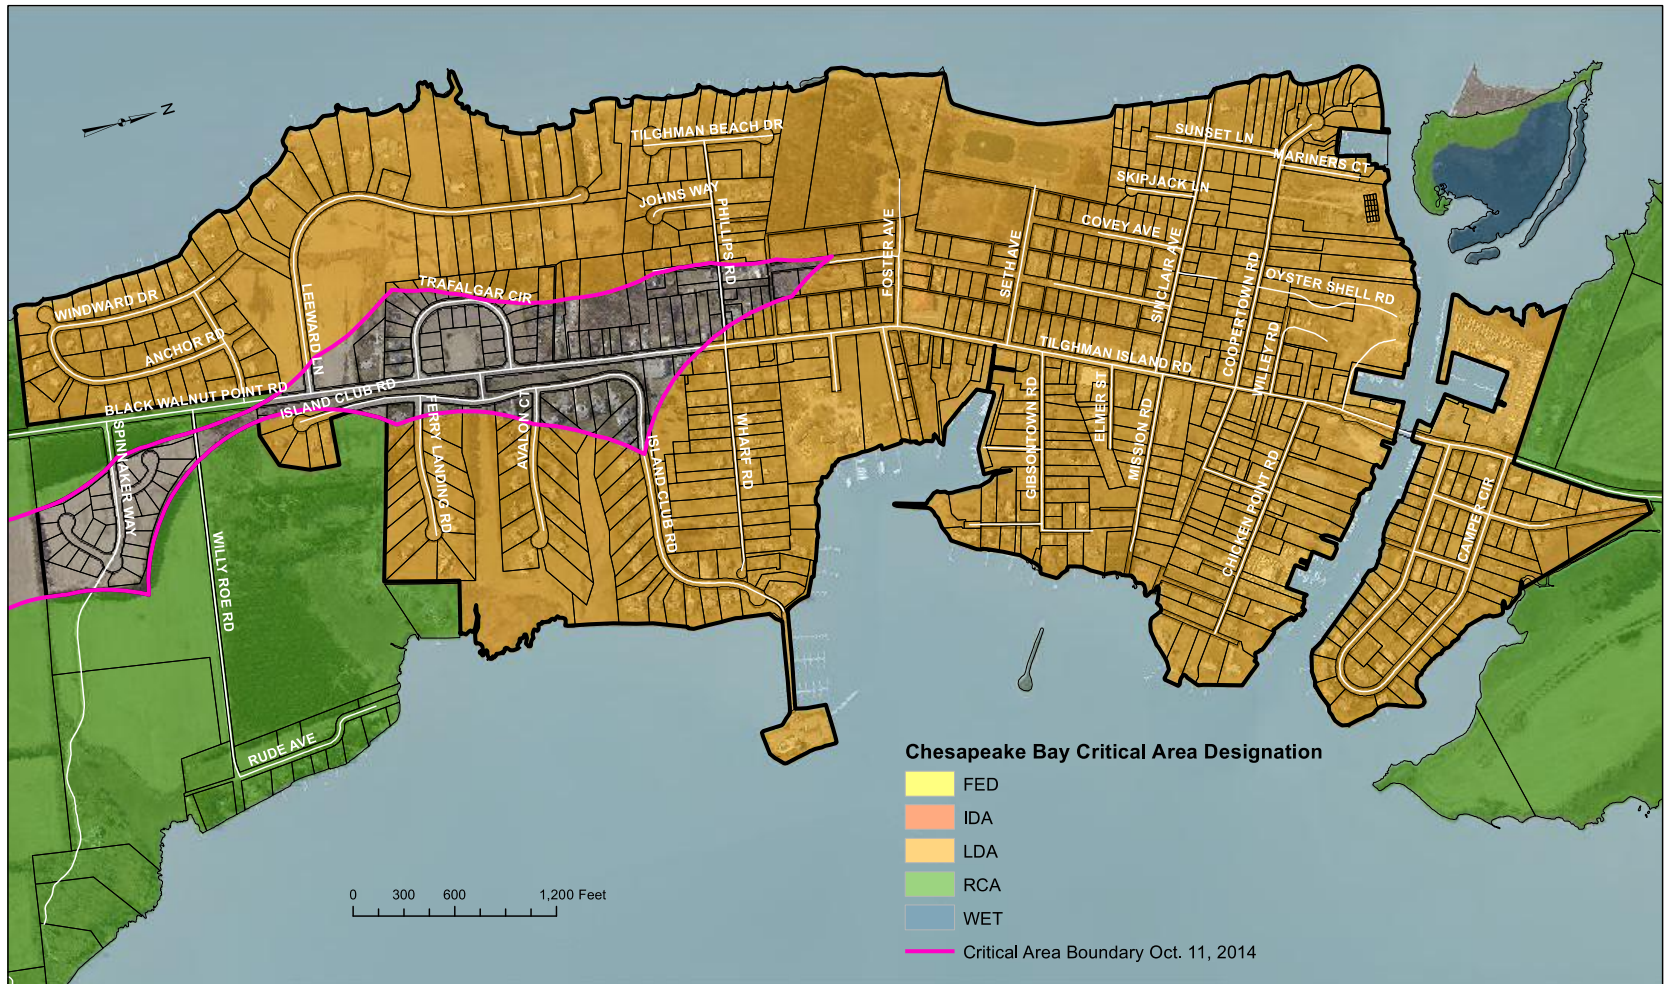 N
TILGHMAN BEACH DR
SUNSET LN
MARINERS CT
SKIPJACK LN
JOHNS WAY
PHILLIPS RD
COVEY AVE
FOSTER AVE
SETH AVE
SINCLAIR AVE
COOPERTOWN RD
OYSTER SHELL RD
WINDWARD DR
LEEWARD LN
TRAFALGAR CIR
ANCHOR RD
TILGHMAN ISLAND RD
WILLEY RD
BLACK WALNUT POINT RD
ISLAND CLUB RD
SPINNAKER WAY
FERRY LANDING RD
AVALON CT
ISLAND CLUB RD
WHARF RD
GIBSONTOWN RD
ELMER ST
MISSION RD
CHICKEN POINT RD
CAMPER CIR
WILLY ROE RD
RUDE AVE
Chesapeake Bay Critical Area Designation
FED
IDA
LDA
RCA
WET
Critical Area Boundary Oct. 11, 2014
0 300 600 1,200 Feet